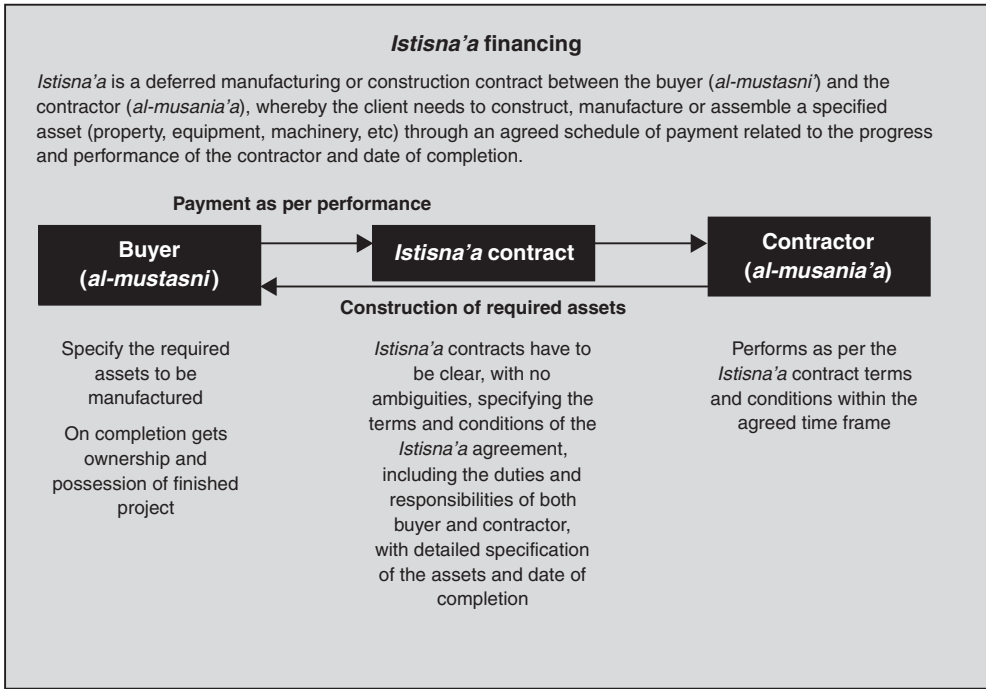 Istisna'a financing
Istisna'a is a deferred manufacturing or construction contract between the buyer (al-mustasni') and the
contractor (al-musania'a), whereby the client needs to construct, manufacture or assemble a specified
asset (property, equipment, machinery, etc) through an agreed schedule of payment related to the progress
and performance of the contractor and date of completion.
Payment as per performance
Buyer
(al-mustasni)
Istisna'a contract
Contractor
(al-musania'a)
Construction of required assets
Specify the required
assets to be
manufactured
On completion gets
ownership and
possession of finished
project
Istisna'a contracts have to
be clear, with no
ambiguities, specifying the
terms and conditions of the
Istisna'a agreement,
including the duties and
responsibilities of both
buyer and contractor,
with detailed specification
of the assets and date of
completion
Performs as per the
Istisna'a contract terms
and conditions within the
agreed time frame